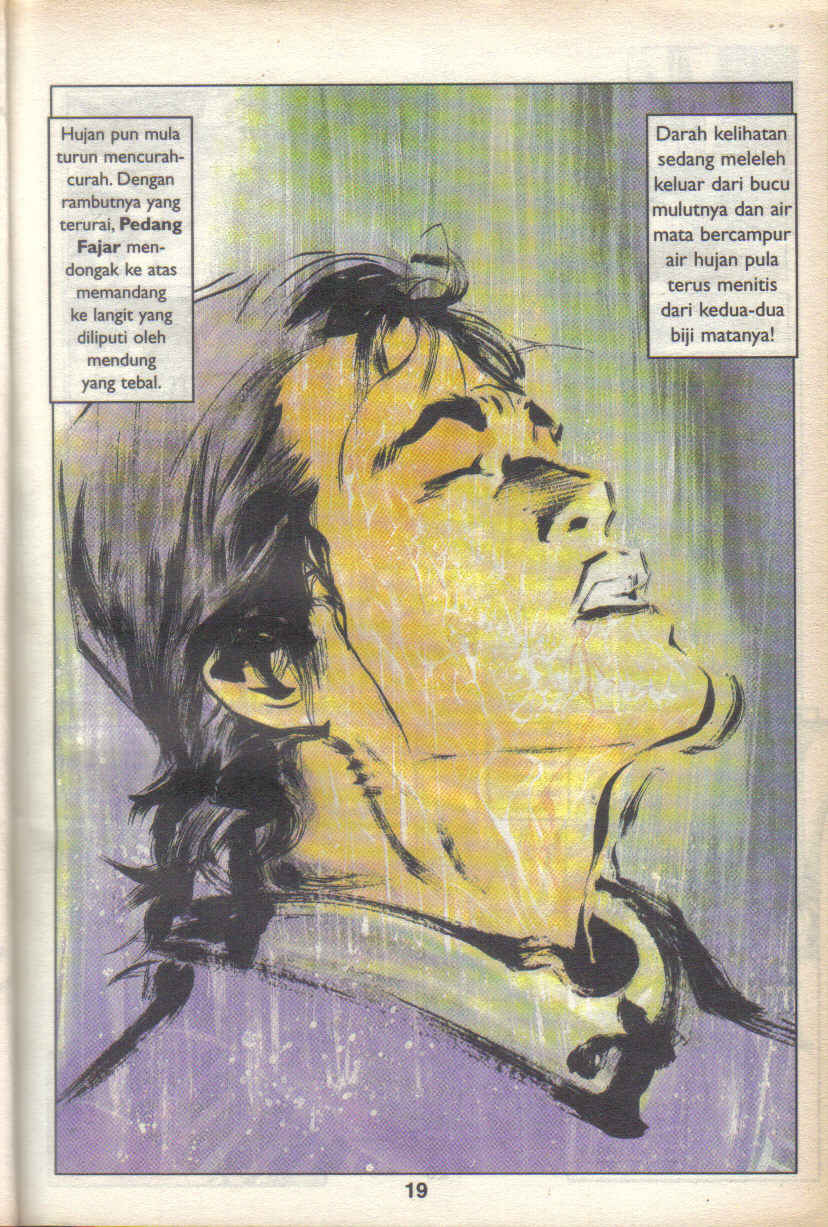 Hujan pun mula
turun mencurah-
curah. Dengan
rambutnya yang
terurai, Pedang
Fajar men-
dongak ke atas
memandang
ke langit yang
diliputi oleh
mendung
yang tebal.
Darah kelihatan
sedang meleleh
keluar dari bucu
mulutnya dan air
mata bercampur
air hujan pula
terus menitis
dari kedua-dua
biji matanya!
19